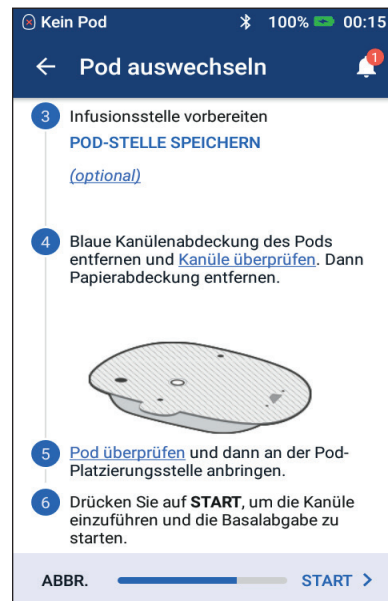 Kein Pod 100% 00:15
Pod auswechseln 1
3 Infusionsstelle vorbereiten
POD-STELLE SPEICHERN
(optional)
4 Blaue Kanülenabdeckung des Pods
entfernen und Kanüle überprüfen. Dann
Papierabdeckung entfernen.
5 Pod überprüfen und dann an der Pod-
Platzierungsstelle anbringen.
6 Drücken Sie auf START, um die Kanüle
einzuführen und die Basalabgabe zu
starten.
ABBR. START